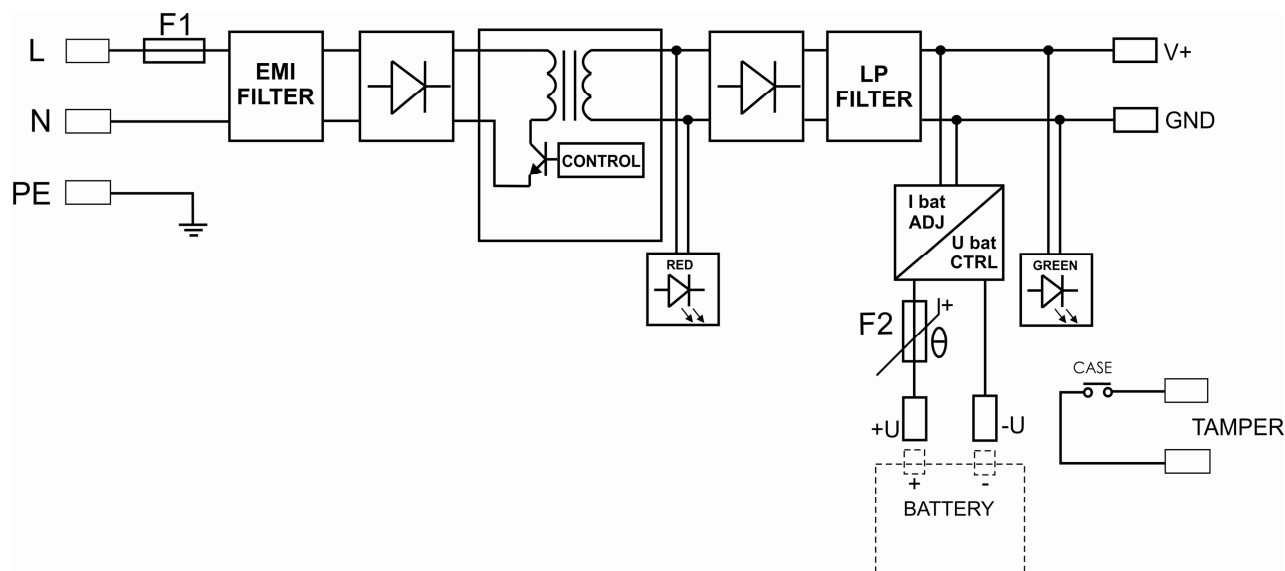 F1
L
EMI
FILTER
LP
FILTER
V+
N
GND
CONTROL
PE
I bat
ADJ
U bat
CTRL
RED
GREEN
F2
I+
θ
CASE
+U
-U
TAMPER
+
-
BATTERY